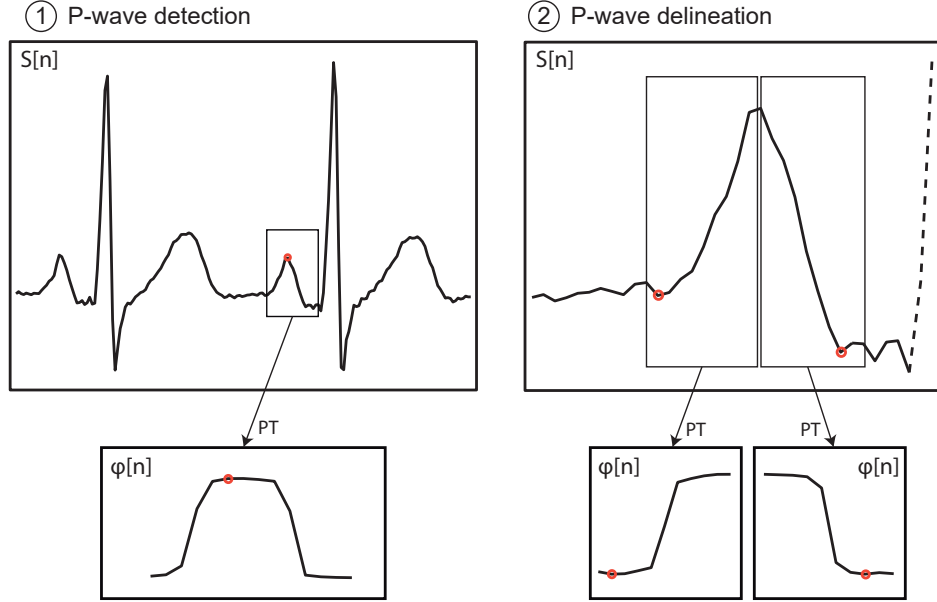 1 P-wave detection
2 P-wave delineation
S[n]
S[n]
PT
PT
PT
φ[n]
φ[n]
φ[n]